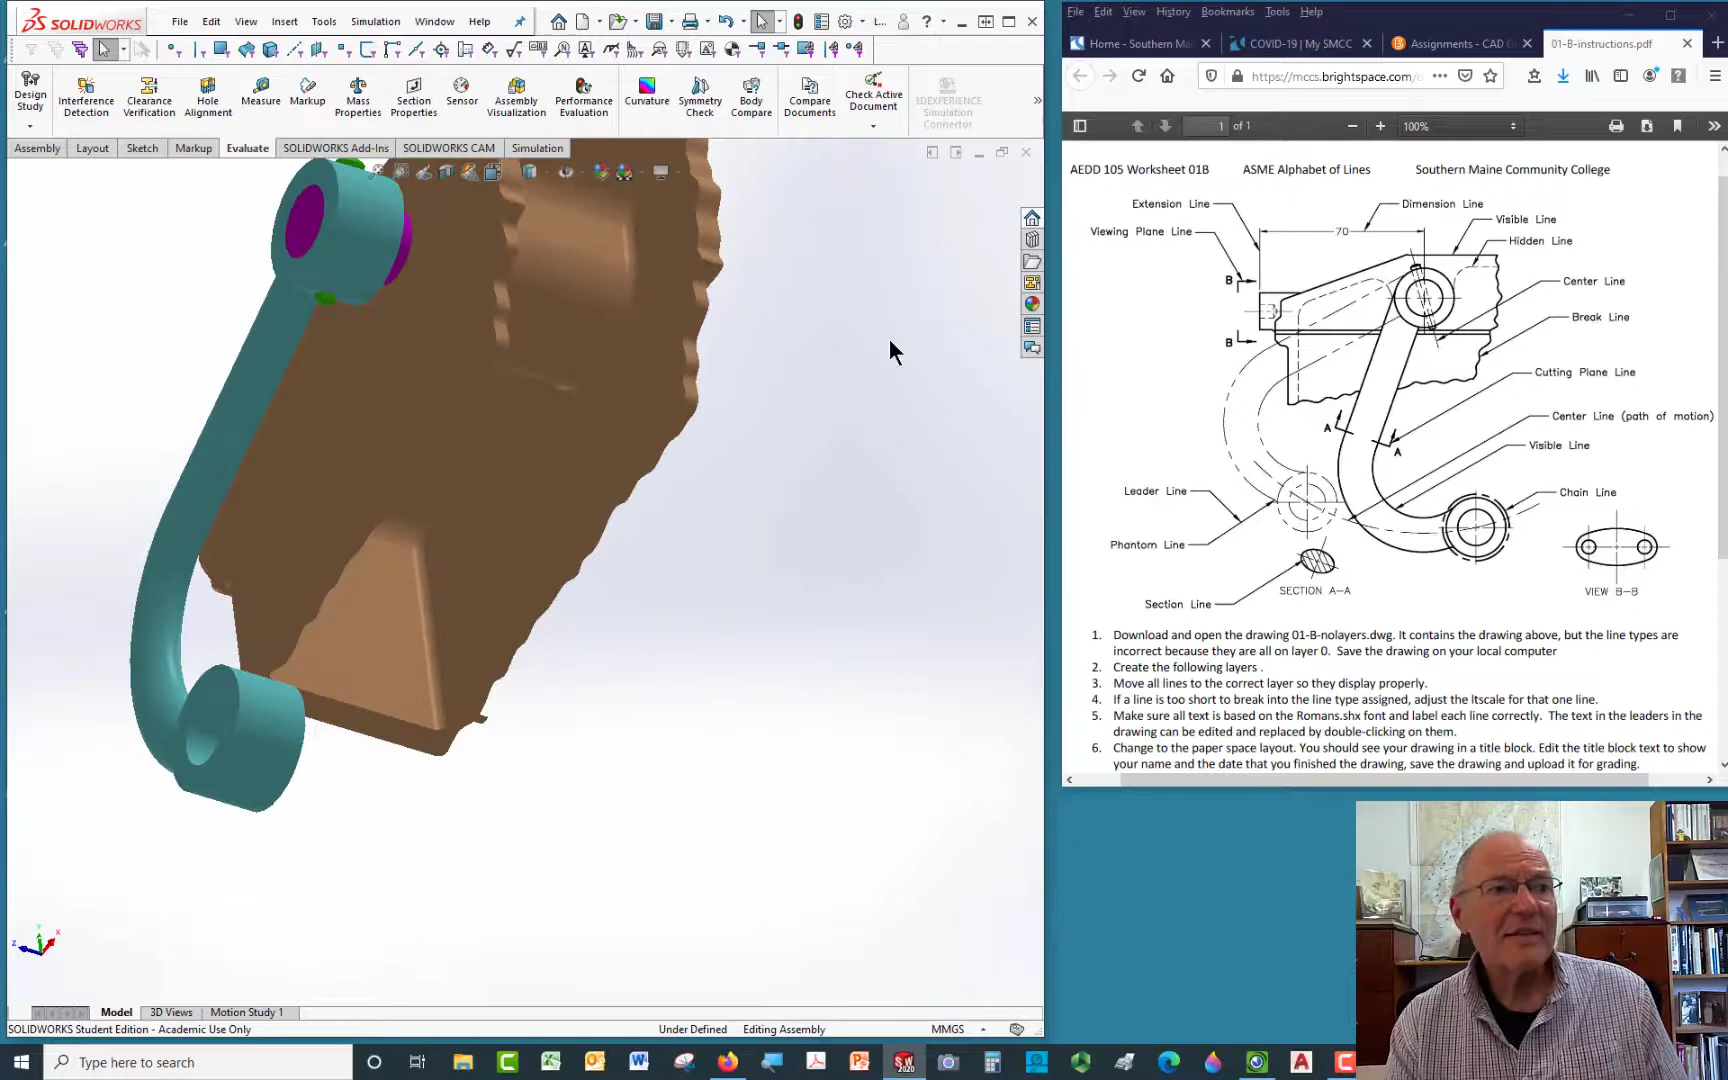 SOLIDWORKS File Edit View Insert Tools Simulation Window Help L... ?
Design Study
Interference Detection
Clearance Verification
Hole Alignment
Measure
Markup
Mass Properties
Section Properties
Sensor
Assembly Visualization
Performance Evaluation
Curvature
Symmetry Check
Body Compare
Compare Documents
Check Active Document
3DEXPERIENCE Simulation Connector
Assembly Layout Sketch Markup Evaluate SOLIDWORKS Add-Ins SOLIDWORKS CAM Simulation
Model 3D Views Motion Study 1
SOLIDWORKS Student Edition - Academic Use Only Under Defined Editing Assembly MMGS
File Edit View History Bookmarks Tools Help
Home - Southern Ma COVID-19 | My SMCC Assignments - CAD 01-B-instructions.pdf
https://mccs.brightspace.com/
1 of 1 100%
AEDD 105 Worksheet 01B ASME Alphabet of Lines Southern Maine Community College
Extension Line
Dimension Line
Viewing Plane Line
Visible Line
70
Hidden Line
B
Center Line
Break Line
B
Cutting Plane Line
Center Line (path of motion)
A
Visible Line
A
Leader Line
Chain Line
Phantom Line
SECTION A-A
VIEW B-B
Section Line
1. Download and open the drawing 01-B-nolayers.dwg. It contains the drawing above, but the line types are
incorrect because they are all on layer 0. Save the drawing on your local computer
2. Create the following layers .
3. Move all lines to the correct layer so they display properly.
4. If a line is too short to break into the line type assigned, adjust the ltscale for that one line.
5. Make sure all text is based on the Romans.shx font and label each line correctly. The text in the leaders in the
drawing can be edited and replaced by double-clicking on them.
6. Change to the paper space layout. You should see your drawing in a title block. Edit the title block text to show
your name and the date that you finished the drawing, save the drawing and upload it for grading.
Type here to search